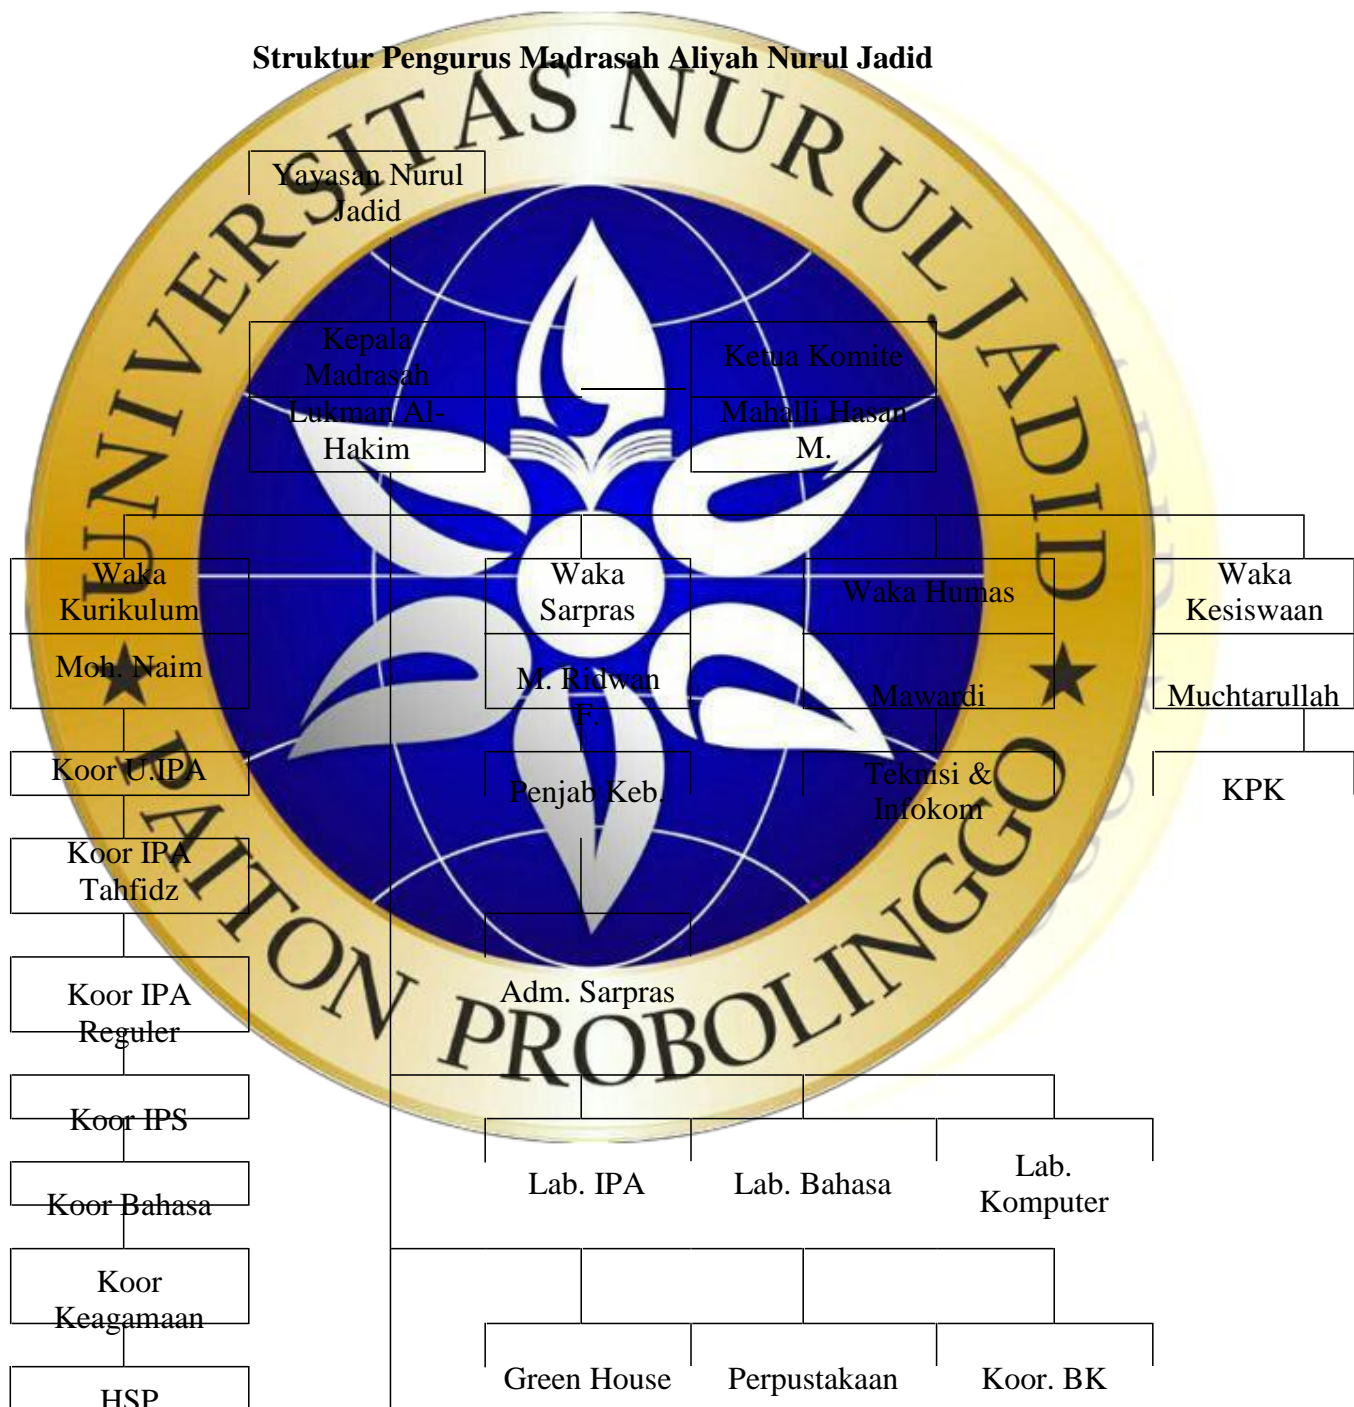 Struktur Pengurus Madrasah Aliyah Nurul Jadid
UNIVERSITAS NURUL JADID
PAITON PROBOLINGGO
Yayasan Nurul
Jadid
Kepala
Madrasah
Lukman Al-
Hakim
Ketua Komite
Mahalli Hasan
M.
Waka
Kurikulum
Moh. Naim
Waka
Sarpras
M. Ridwan
F.
Waka Humas
Mawardi
Waka
Kesiswaan
Muchtarullah
Koor U.IPA
Penjab Keb.
Teknisi &
Infokom
KPK
Koor IPA
Tahfidz
Koor IPA
Reguler
Adm. Sarpras
Koor IPS
Koor Bahasa
Lab. IPA
Lab. Bahasa
Lab.
Komputer
Koor
Keagamaan
HSP
Green House
Perpustakaan
Koor. BK